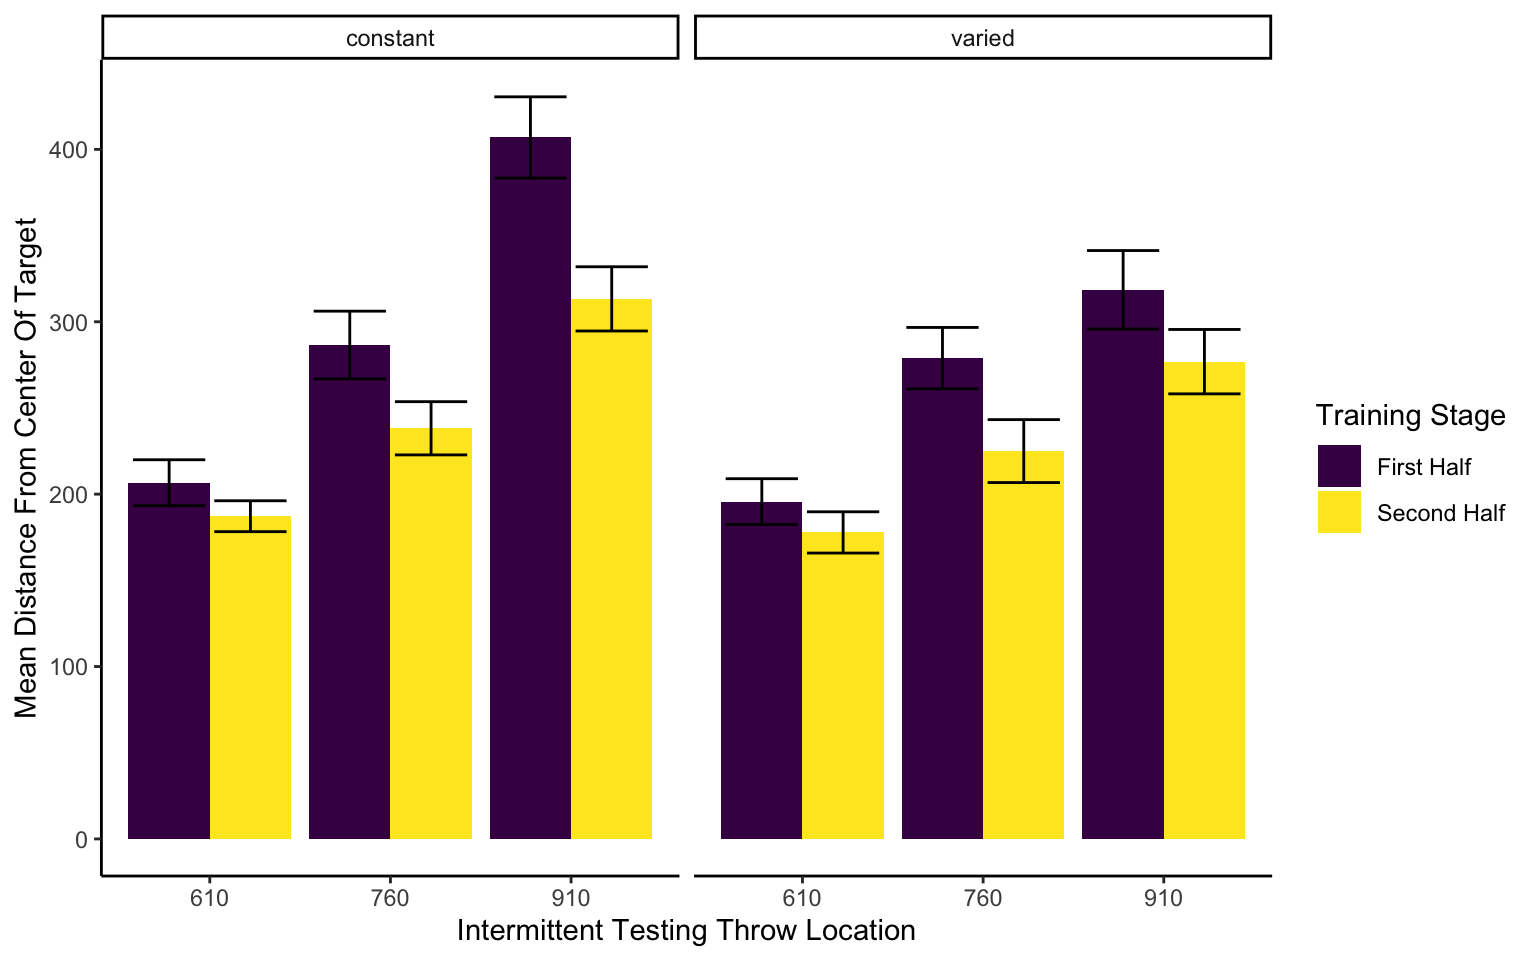 constant
varied
Mean Distance From Center Of Target
400
300
200
100
0
610
760
910
610
760
910
Intermittent Testing Throw Location
Training Stage
First Half
Second Half